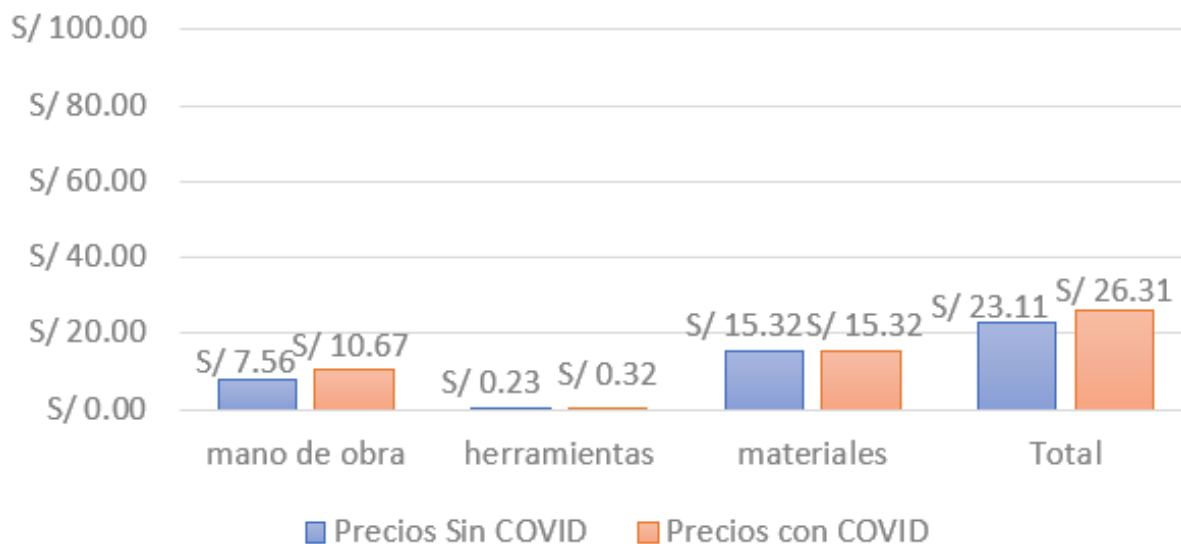 S/ 100.00
S/ 80.00
S/ 60.00
S/ 40.00
S/ 20.00
S/ 0.00
S/ 7.56
S/ 10.67
S/ 0.23
S/ 0.32
S/ 15.32
S/ 15.32
S/ 23.11
S/ 26.31
mano de obra
herramientas
materiales
Total
Precios Sin COVID
Precios con COVID